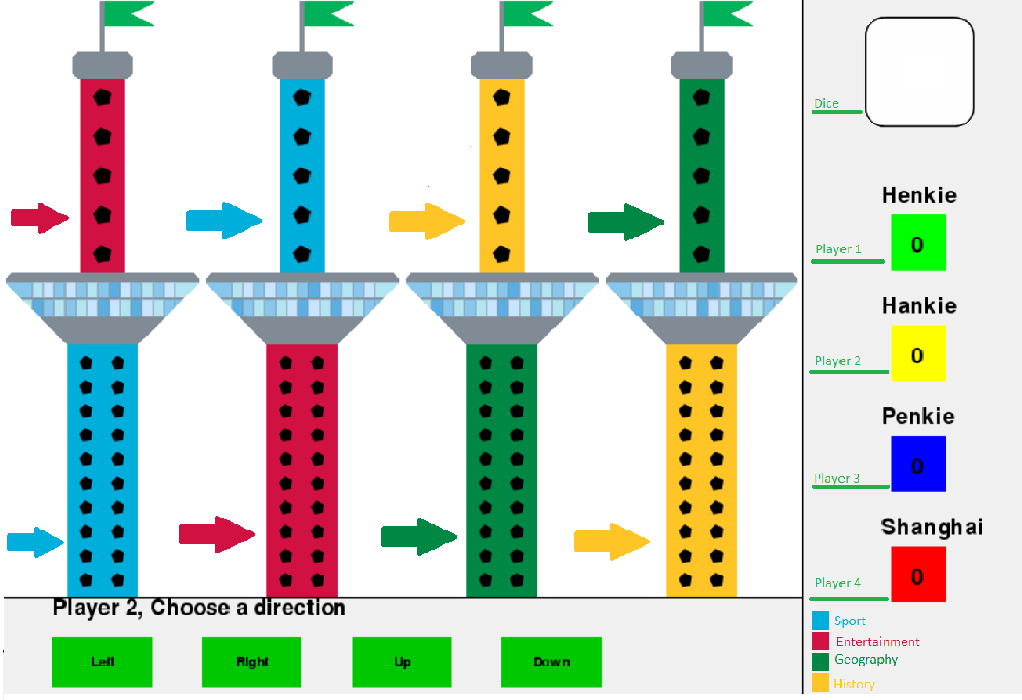 Dice
Henkie
Player 1
0
Hankie
Player 2
0
Penkie
Player 3
0
Shanghai
Player 4
0
Sport
Entertainment
Geography
History
Player 2, Choose a direction
Left
Right
Up
Down